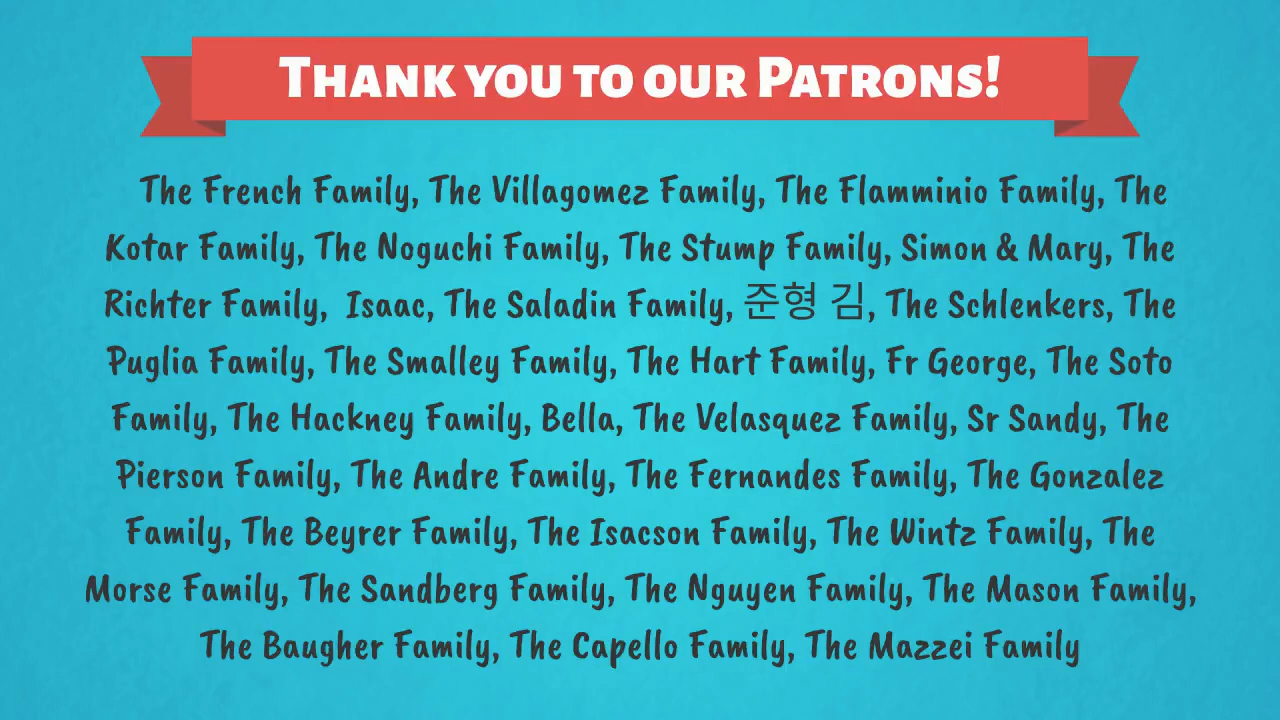 Thank you to our Patrons!
The French Family, The Villagomez Family, The Flamminio Family, The
Kotar Family, The Noguchi Family, The Stump Family, Simon & Mary, The
Richter Family, Isaac, The Saladin Family, 준형 김, The Schlenkers, The
Puglia Family, The Smalley Family, The Hart Family, Fr George, The Soto
Family, The Hackney Family, Bella, The Velasquez Family, Sr Sandy, The
Pierson Family, The Andre Family, The Fernandes Family, The Gonzalez
Family, The Beyrer Family, The Isacson Family, The Wintz Family, The
Morse Family, The Sandberg Family, The Nguyen Family, The Mason Family,
The Baugher Family, The Capello Family, The Mazzei Family